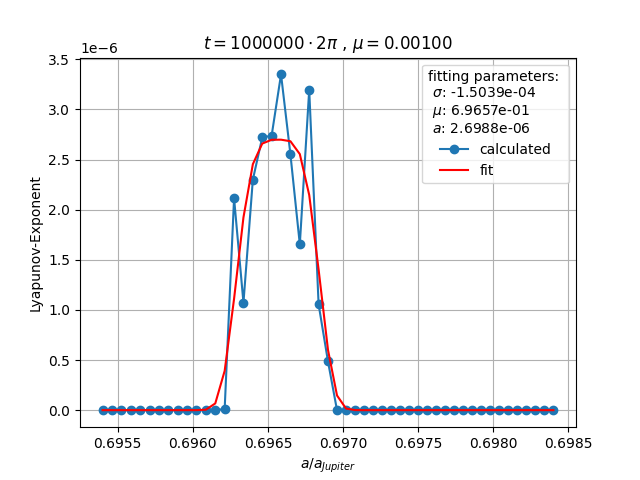 t = 1000000 · 2π , μ = 0.00100
1e−6
3.5
3.0
2.5
2.0
1.5
1.0
0.5
0.0
Lyapunov-Exponent
fitting parameters:
σ: -1.5039e-04
μ: 6.9657e-01
a: 2.6988e-06
calculated
fit
0.6955 0.6960 0.6965 0.6970 0.6975 0.6980 0.6985
a/a_Jupiter